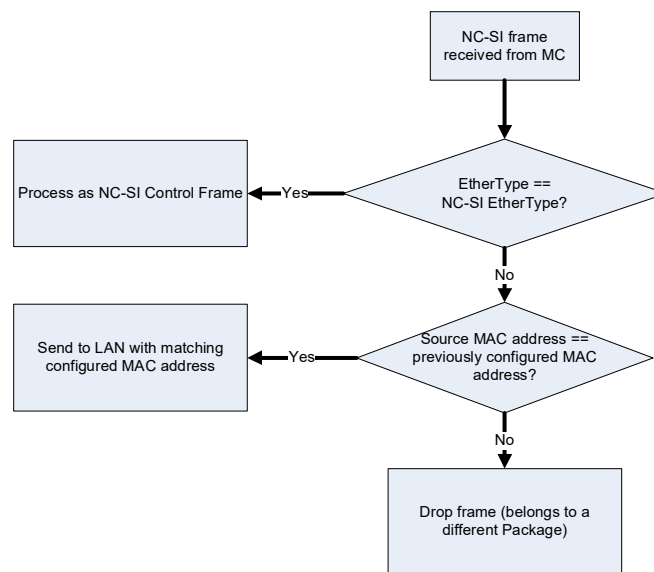 NC-SI frame
received from MC
EtherType ==
NC-SI EtherType?
Yes
Process as NC-SI Control Frame
No
Source MAC address ==
previously configured MAC
address?
Yes
Send to LAN with matching
configured MAC address
No
Drop frame (belongs to a
different Package)